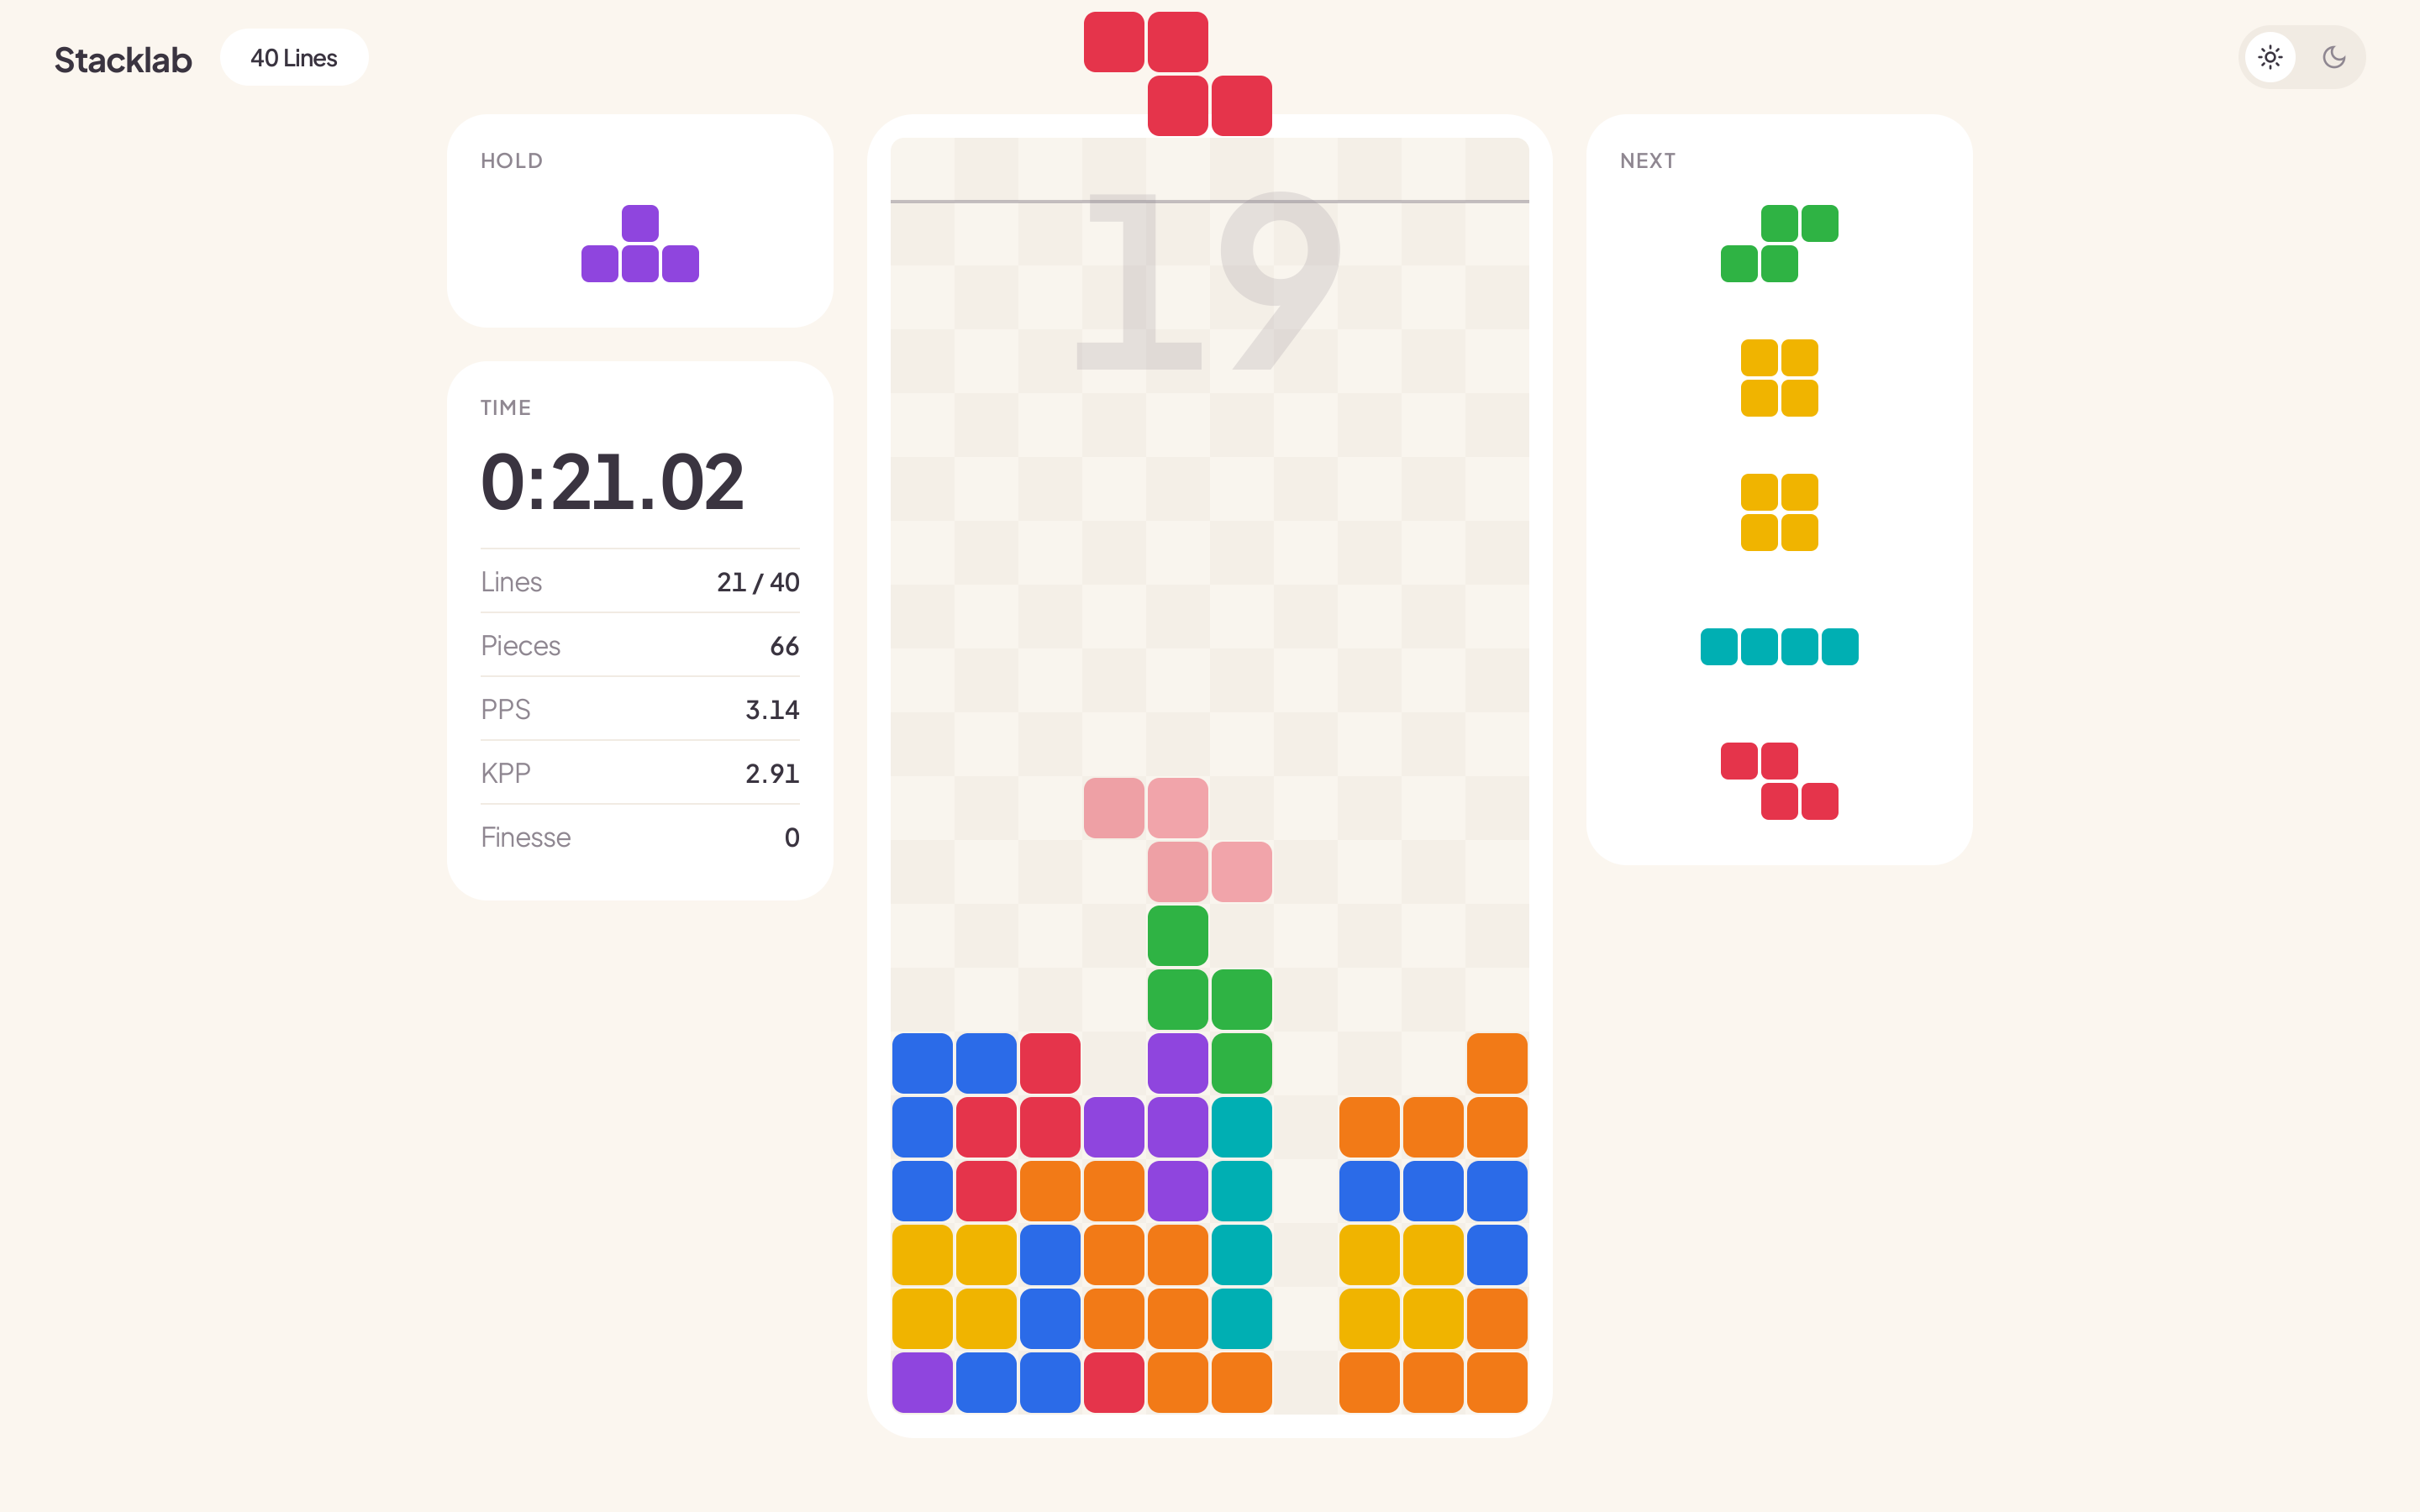 Stacklab
40 Lines
HOLD
TIME
0:21.02
Lines 21 / 40
Pieces 66
PPS 3.14
KPP 2.91
Finesse 0
19
NEXT